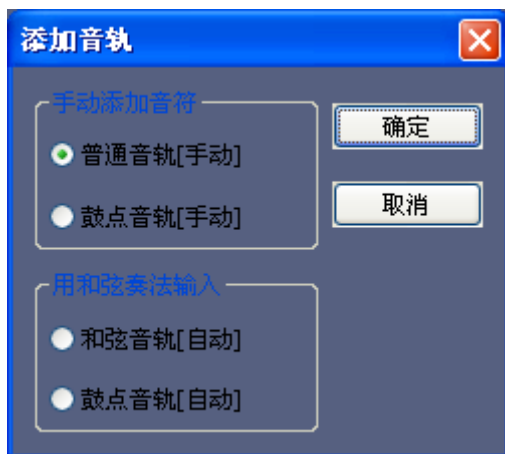 添加音轨
手动添加音符
普通音轨[手动]
鼓点音轨[手动]
确定
取消
用和弦奏法输入
和弦音轨[自动]
鼓点音轨[自动]